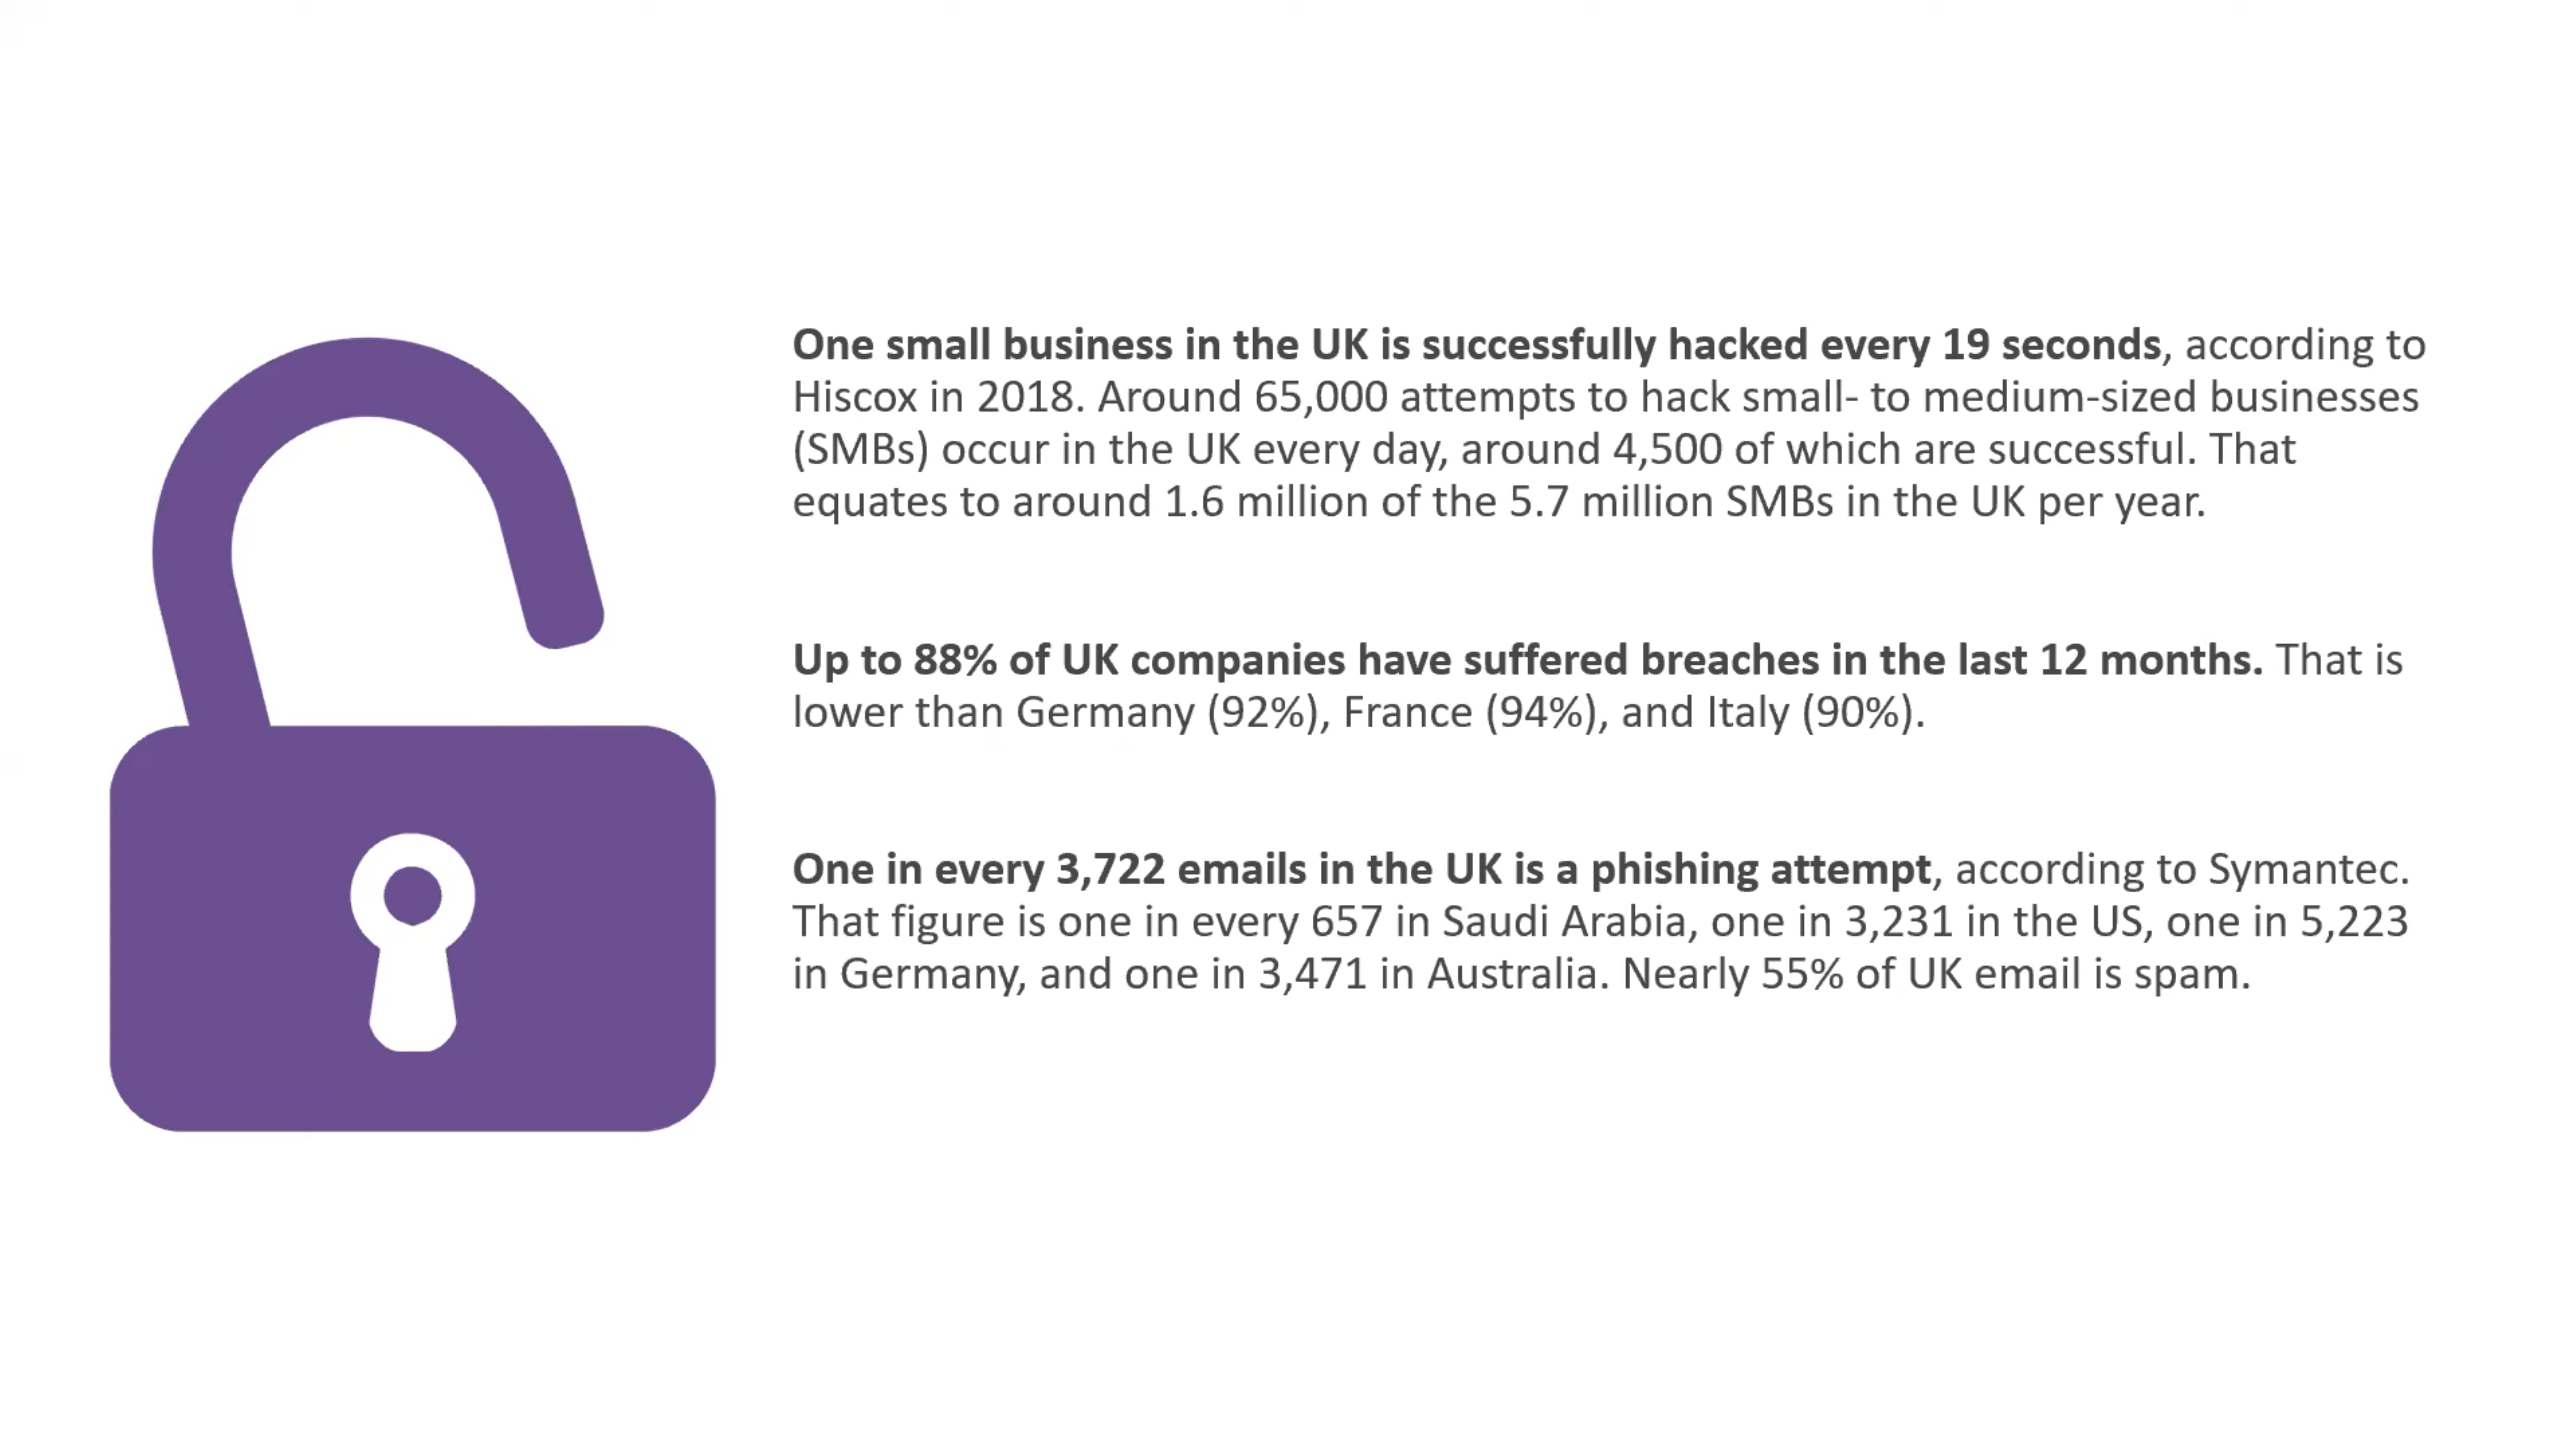 One small business in the UK is successfully hacked every 19 seconds, according to
Hiscox in 2018. Around 65,000 attempts to hack small- to medium-sized businesses
(SMBs) occur in the UK every day, around 4,500 of which are successful. That
equates to around 1.6 million of the 5.7 million SMBs in the UK per year.
Up to 88% of UK companies have suffered breaches in the last 12 months. That is
lower than Germany (92%), France (94%), and Italy (90%).
One in every 3,722 emails in the UK is a phishing attempt, according to Symantec.
That figure is one in every 657 in Saudi Arabia, one in 3,231 in the US, one in 5,223
in Germany, and one in 3,471 in Australia. Nearly 55% of UK email is spam.